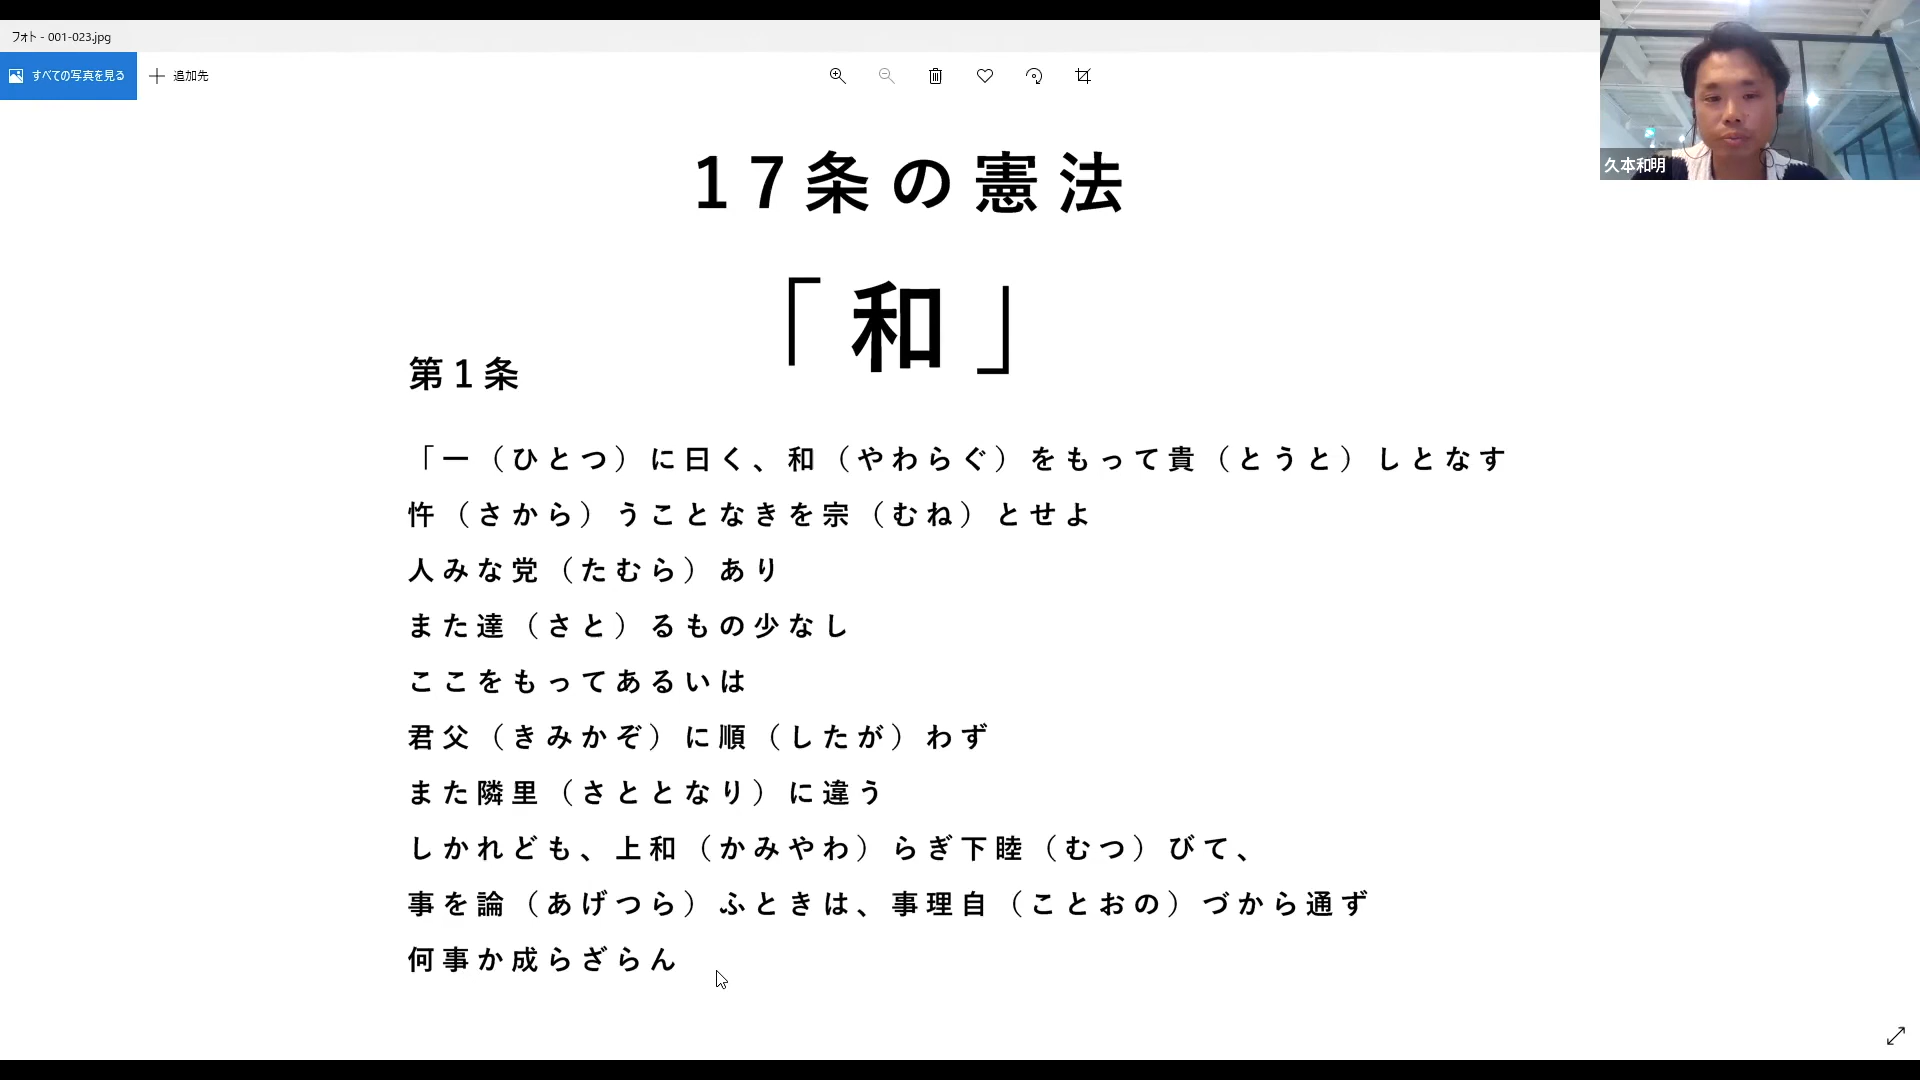 フォト - 001-023.jpg
すべての写真を見る
追加先
久本和明
17条の憲法
「和」
第1条
「一（ひとつ）に曰く、和（やわらぐ）をもって貴（とうと）しとなす
忤（さから）うことなきを宗（むね）とせよ
人みな党（たむら）あり
また達（さと）るもの少なし
ここをもってあるいは
君父（きみかぞ）に順（したが）わず
また隣里（さととなり）に違う
しかれども、上和（かみやわ）らぎ下睦（むつ）びて、
事を論（あげつら）ふときは、事理自（ことおの）づから通ず
何事か成らざらん